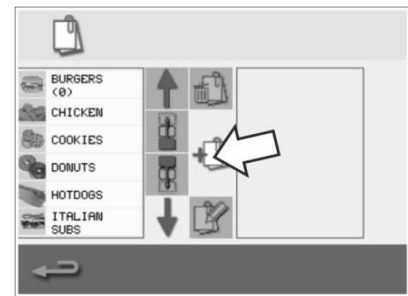 BURGERS
(0)
CHICKEN
COOKIES
DONUTS
HOTDOGS
ITALIAN
SUBS